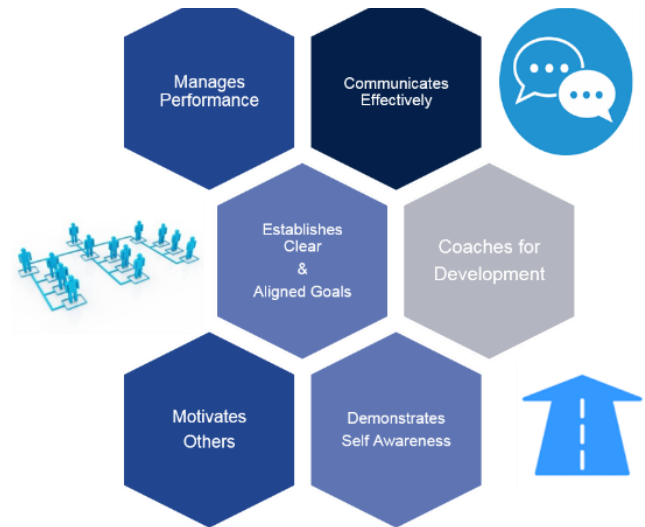 Manages
Performance
Communicates
Effectively
Establishes
Clear
&
Aligned Goals
Coaches for
Development
Motivates
Others
Demonstrates
Self Awareness